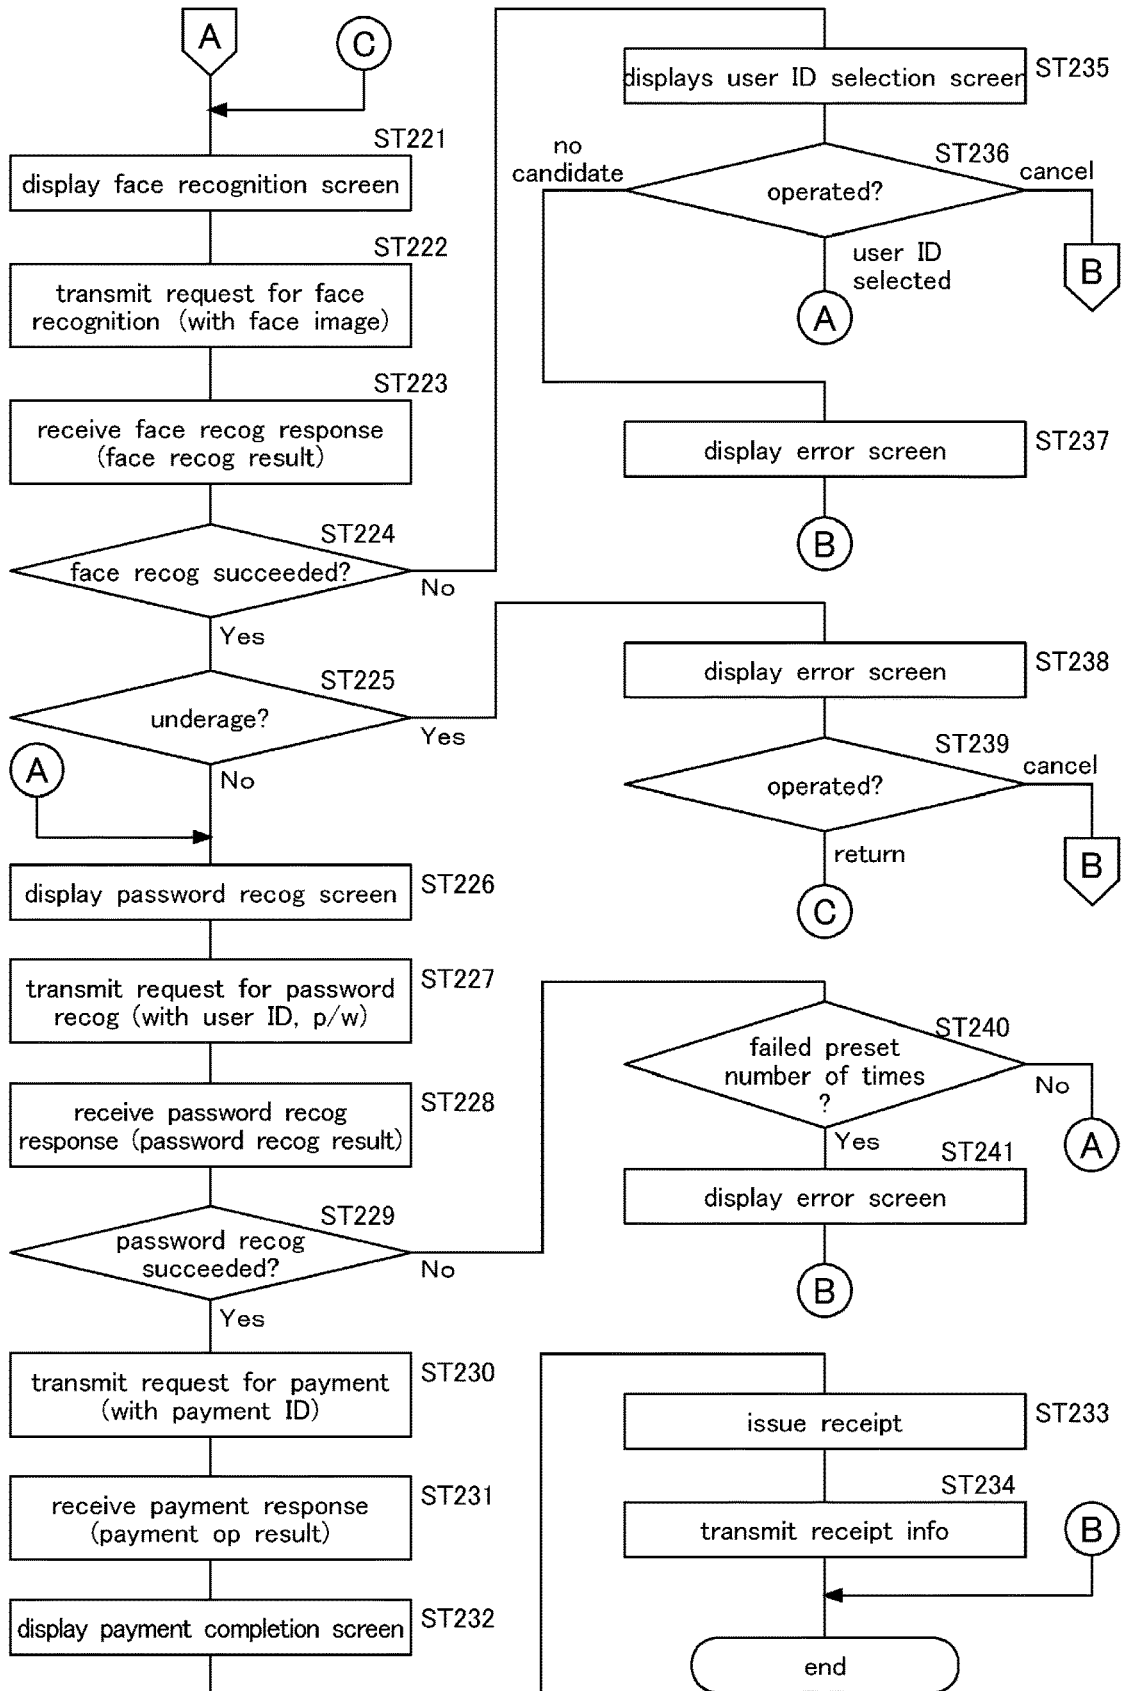 A
C
ST221
display face recognition screen
ST222
transmit request for face
recognition (with face image)
ST223
receive face recog response
(face recog result)
ST224
face recog succeeded?
No
Yes
ST225
underage?
Yes
A
No
display password recog screen
ST226
transmit request for password
recog (with user ID, p/w)
ST227
receive password recog
response (password recog result)
ST228
ST229
password recog
succeeded?
No
Yes
transmit request for payment
(with payment ID)
ST230
receive payment response
(payment op result)
ST231
display payment completion screen
ST232
displays user ID selection screen
ST235
no
candidate
ST236
operated?
cancel
user ID
selected
B
A
display error screen
ST237
B
display error screen
ST238
ST239
operated?
cancel
return
B
C
ST240
failed preset
number of times
?
No
Yes
A
ST241
display error screen
B
issue receipt
ST233
ST234
transmit receipt info
B
end